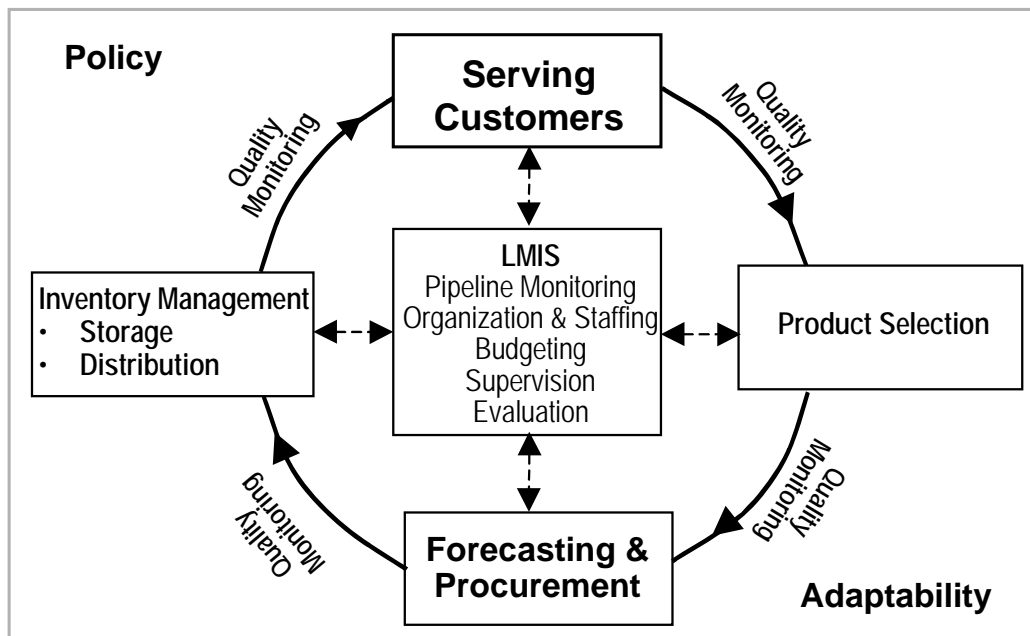 Policy
Serving
Customers
Quality
Monitoring
Quality
Monitoring
LMIS
Pipeline Monitoring
Organization & Staffing
Budgeting
Supervision
Evaluation
Inventory Management
• Storage
• Distribution
Product Selection
Quality
Monitoring
Quality
Monitoring
Forecasting &
Procurement
Adaptability